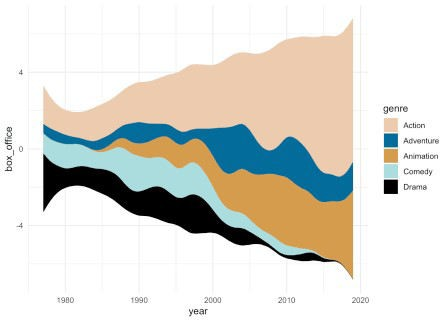 genre
Action
Adventure
Animation
Comedy
Drama
4
0
-4
box_office
1980
1990
2000
2010
2020
year